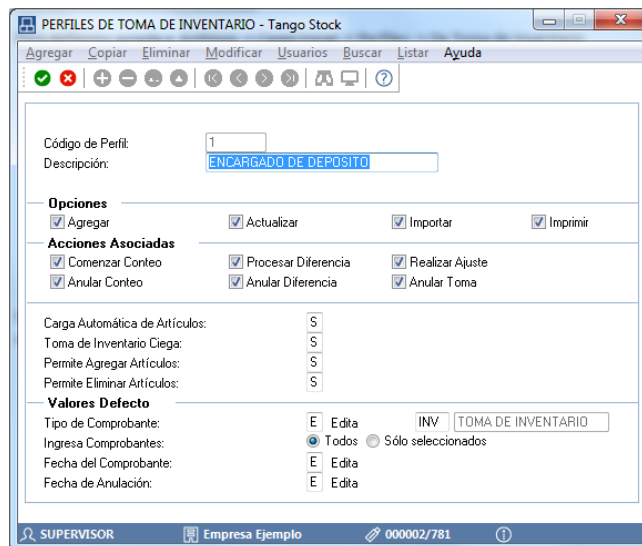 PERFILES DE TOMA DE INVENTARIO - Tango Stock
Agregar Copiar Eliminar Modificar Usuarios Buscar Listar Ayuda
Código de Perfil: 1
Descripción: ENCARGADO DE DEPOSITO
Opciones
Agregar Actualizar Importar Imprimir
Acciones Asociadas
Comenzar Conteo Procesar Diferencia Realizar Ajuste
Anular Conteo Anular Diferencia Anular Toma
Carga Automática de Artículos: S
Toma de Inventario Ciega: S
Permite Agregar Artículos: S
Permite Eliminar Artículos: S
Valores Defecto
Tipo de Comprobante: E Edita INV TOMA DE INVENTARIO
Ingresa Comprobantes: Todos Sólo seleccionados
Fecha del Comprobante: E Edita
Fecha de Anulación: E Edita
SUPERVISOR Empresa Ejemplo 000002/781